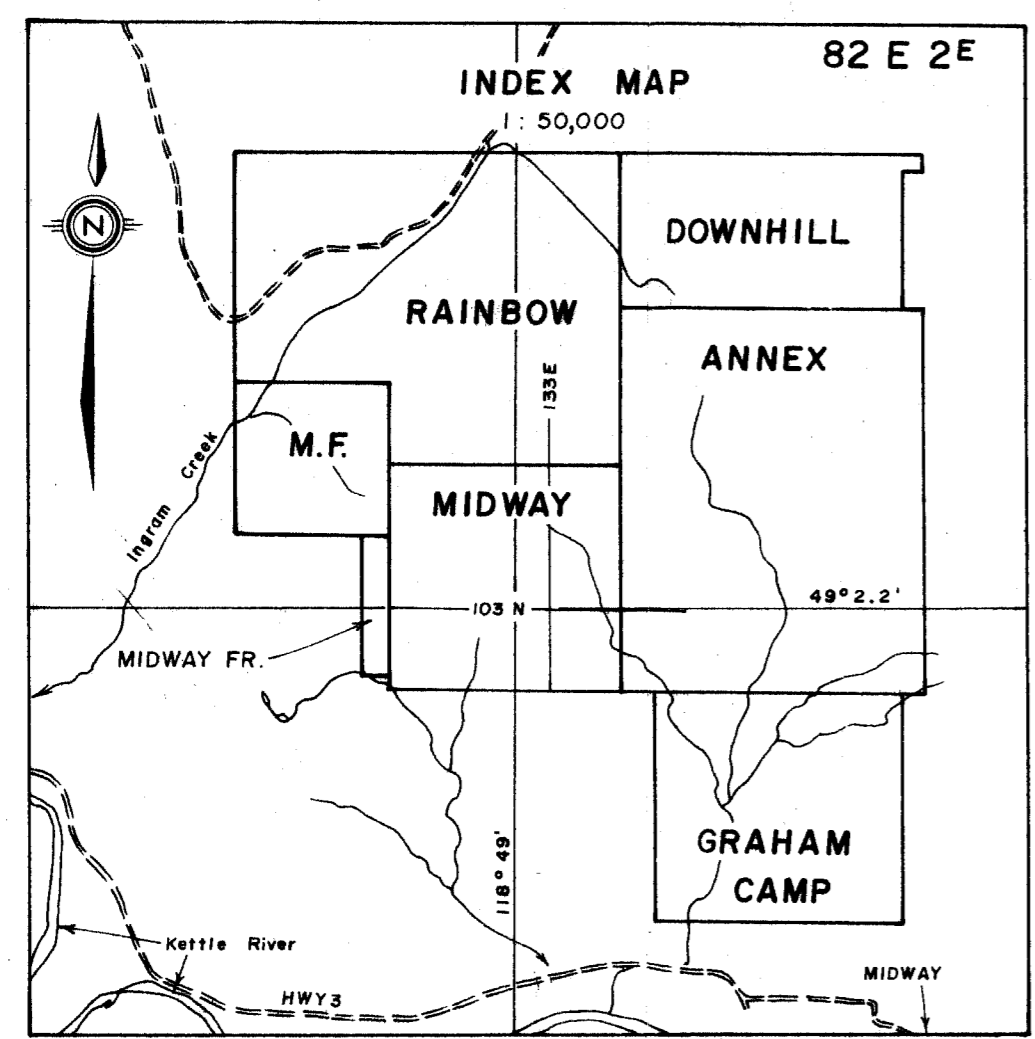 82 E 2E
INDEX MAP
1 : 50,000
N
DOWNHILL
RAINBOW
ANNEX
133E
M.F.
Ingram Creek
MIDWAY
49° 2.2'
103 N
MIDWAY FR.
118° 49'
GRAHAM
CAMP
Kettle River
MIDWAY
HWY 3